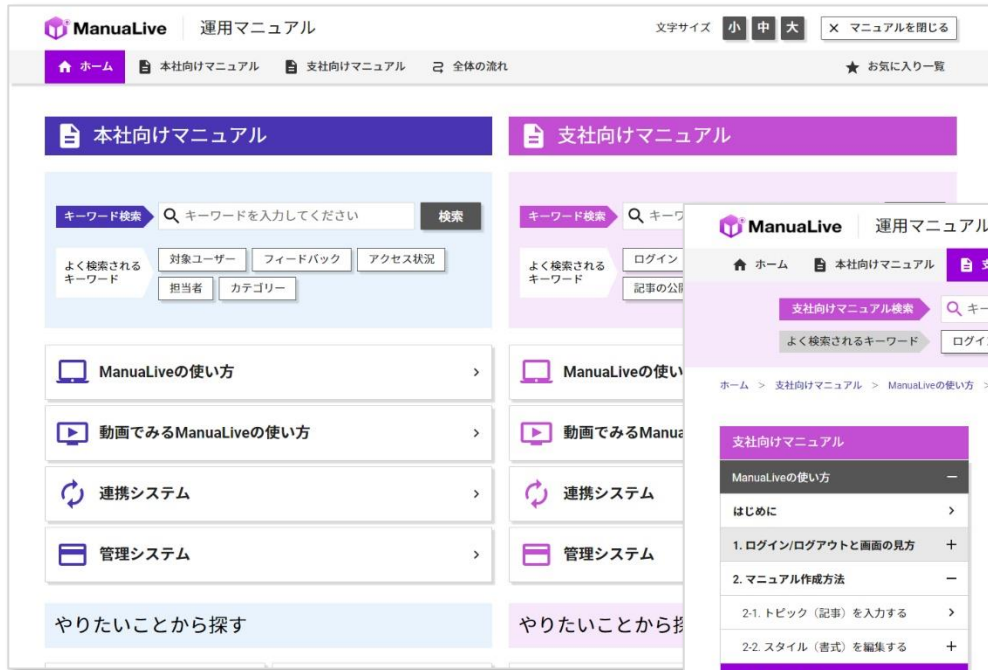 ManuaLive 運用マニュアル
文字サイズ 小 中 大 × マニュアルを閉じる
ホーム 本社向けマニュアル 支社向けマニュアル 全体の流れ お気に入り一覧
本社向けマニュアル
キーワード検索 キーワードを入力してください 検索
よく検索される
キーワード
対象ユーザー フィードバック アクセス状況
担当者 カテゴリー
ManuaLiveの使い方
動画でみるManuaLiveの使い方
連携システム
管理システム
やりたいことから探す
支社向けマニュアル
キーワード検索 キーワ
よく検索される
キーワード
ログイン
記事の公
ManuaLiveの使い
動画でみるManua
連携システム
管理システム
やりたいことから
ManuaLive 運用マニュアル
ホーム 本社向けマニュアル
支社向けマニュアル検索 キー
よく検索されるキーワード ログイ
ホーム > 支社向けマニュアル > ManuaLiveの使い方 >
支社向けマニュアル
ManuaLiveの使い方 −
はじめに
1. ログイン/ログアウトと画面の見方 +
2. マニュアル作成方法 −
2-1. トピック（記事）を入力する
2-2. スタイル（書式）を編集する +